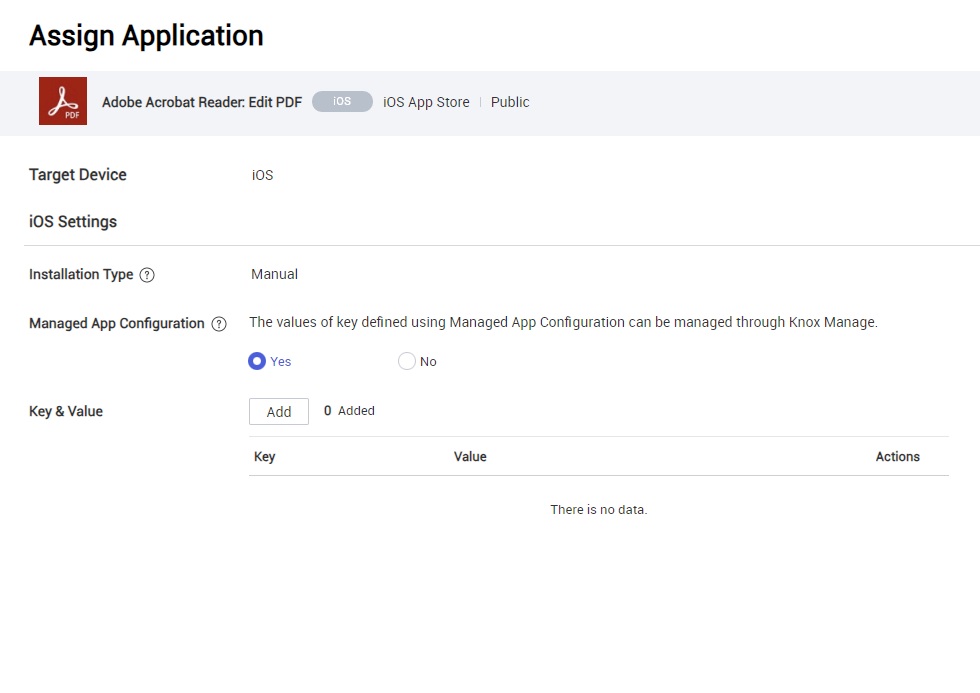 Assign Application
PDF
Adobe Acrobat Reader: Edit PDF iOS iOS App Store | Public
Target Device iOS
iOS Settings
Installation Type ? Manual
Managed App Configuration ? The values of key defined using Managed App Configuration can be managed through Knox Manage.
Yes No
Key & Value Add 0 Added
Key Value Actions
There is no data.